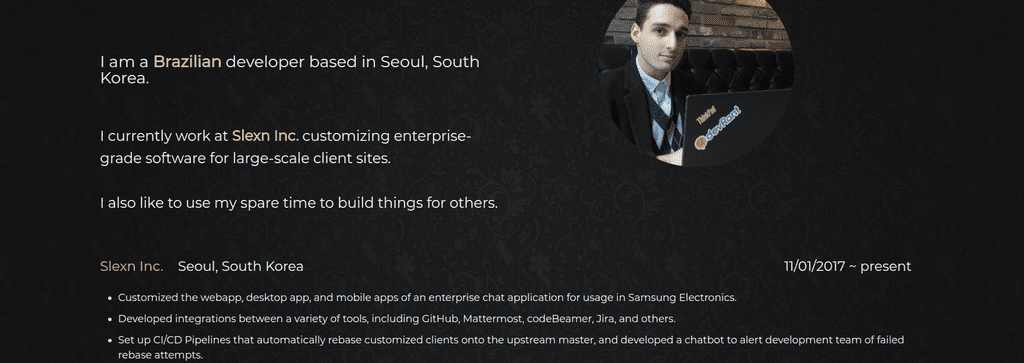 I am a Brazilian developer based in Seoul, South
Korea.
I currently work at Slexn Inc. customizing enterprise-
grade software for large-scale client sites.
I also like to use my spare time to build things for others.
ThinkPad
devRant
Slexn Inc. Seoul, South Korea 11/01/2017 ~ present
• Customized the webapp, desktop app, and mobile apps of an enterprise chat application for usage in Samsung Electronics.
• Developed integrations between a variety of tools, including GitHub, Mattermost, codeBeamer, Jira, and others.
• Set up CI/CD Pipelines that automatically rebase customized clients onto the upstream master, and developed a chatbot to alert development team of failed
rebase attempts.